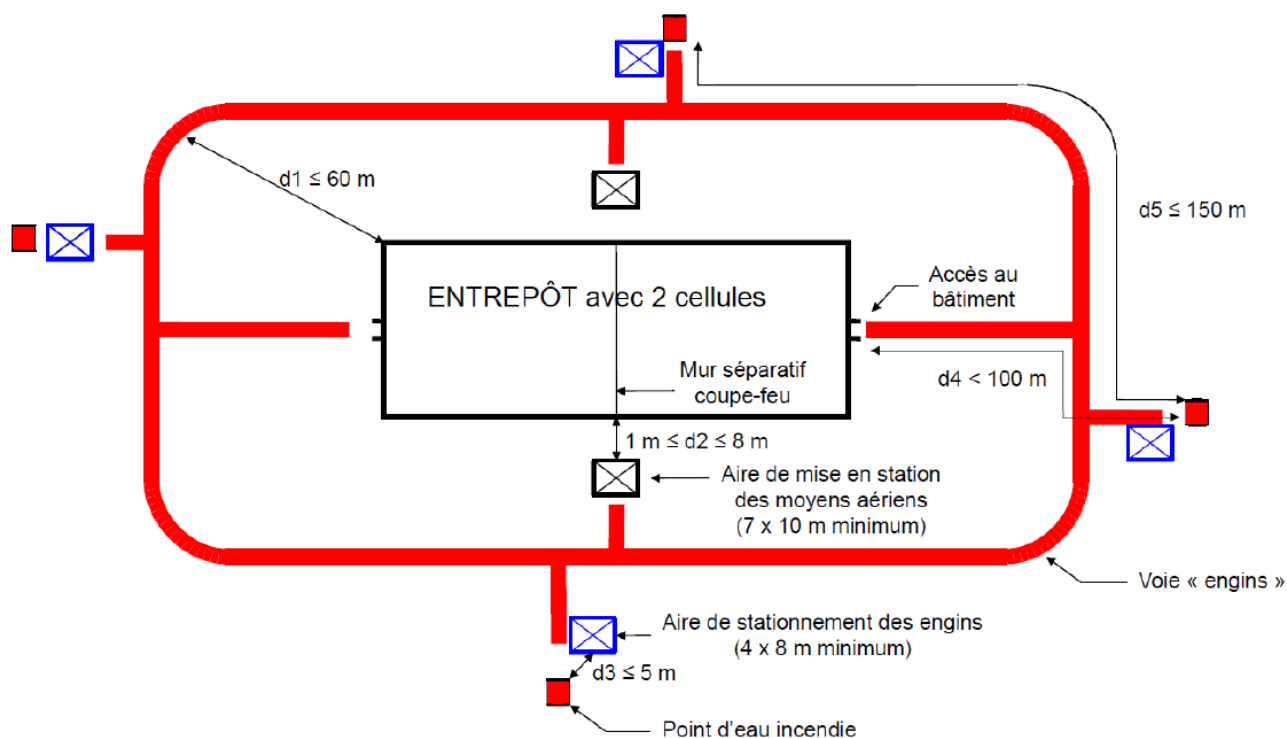 d1 ≤ 60 m
d5 ≤ 150 m
ENTREPÔT avec 2 cellules
Accès au
bâtiment
Mur séparatif
coupe-feu
d4 < 100 m
1 m ≤ d2 ≤ 8 m
Aire de mise en station
des moyens aériens
(7 x 10 m minimum)
Voie « engins »
Aire de stationnement des engins
(4 x 8 m minimum)
d3 ≤ 5 m
Point d'eau incendie